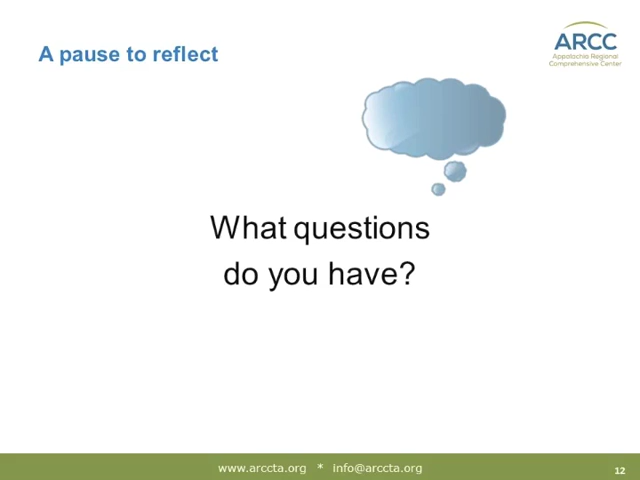 A pause to reflect
ARCC
Appalachia Regional
Comprehensive Center
What questions
do you have?
www.arccta.org * info@arccta.org
12